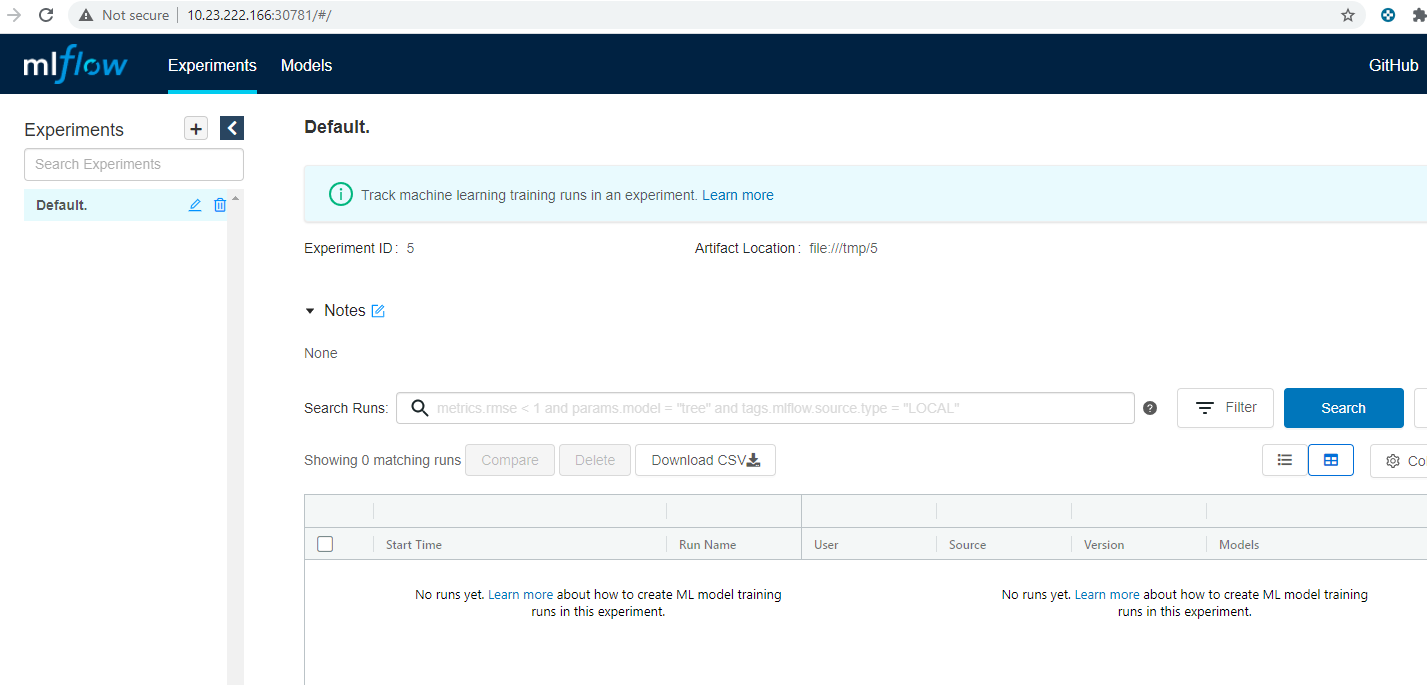 Not secure 10.23.222.166:30781/#/
mlflow Experiments Models GitHub
Experiments
Search Experiments
Default.
Default.
Track machine learning training runs in an experiment. Learn more
Experiment ID: 5 Artifact Location: file:///tmp/5
Notes
None
Search Runs: metrics.rmse < 1 and params.model = "tree" and tags.mlflow.source.type = "LOCAL" ? Filter Search
Showing 0 matching runs Compare Delete Download CSV Co
Start Time Run Name User Source Version Models
No runs yet. Learn more about how to create ML model training
runs in this experiment.
No runs yet. Learn more about how to create ML model training
runs in this experiment.